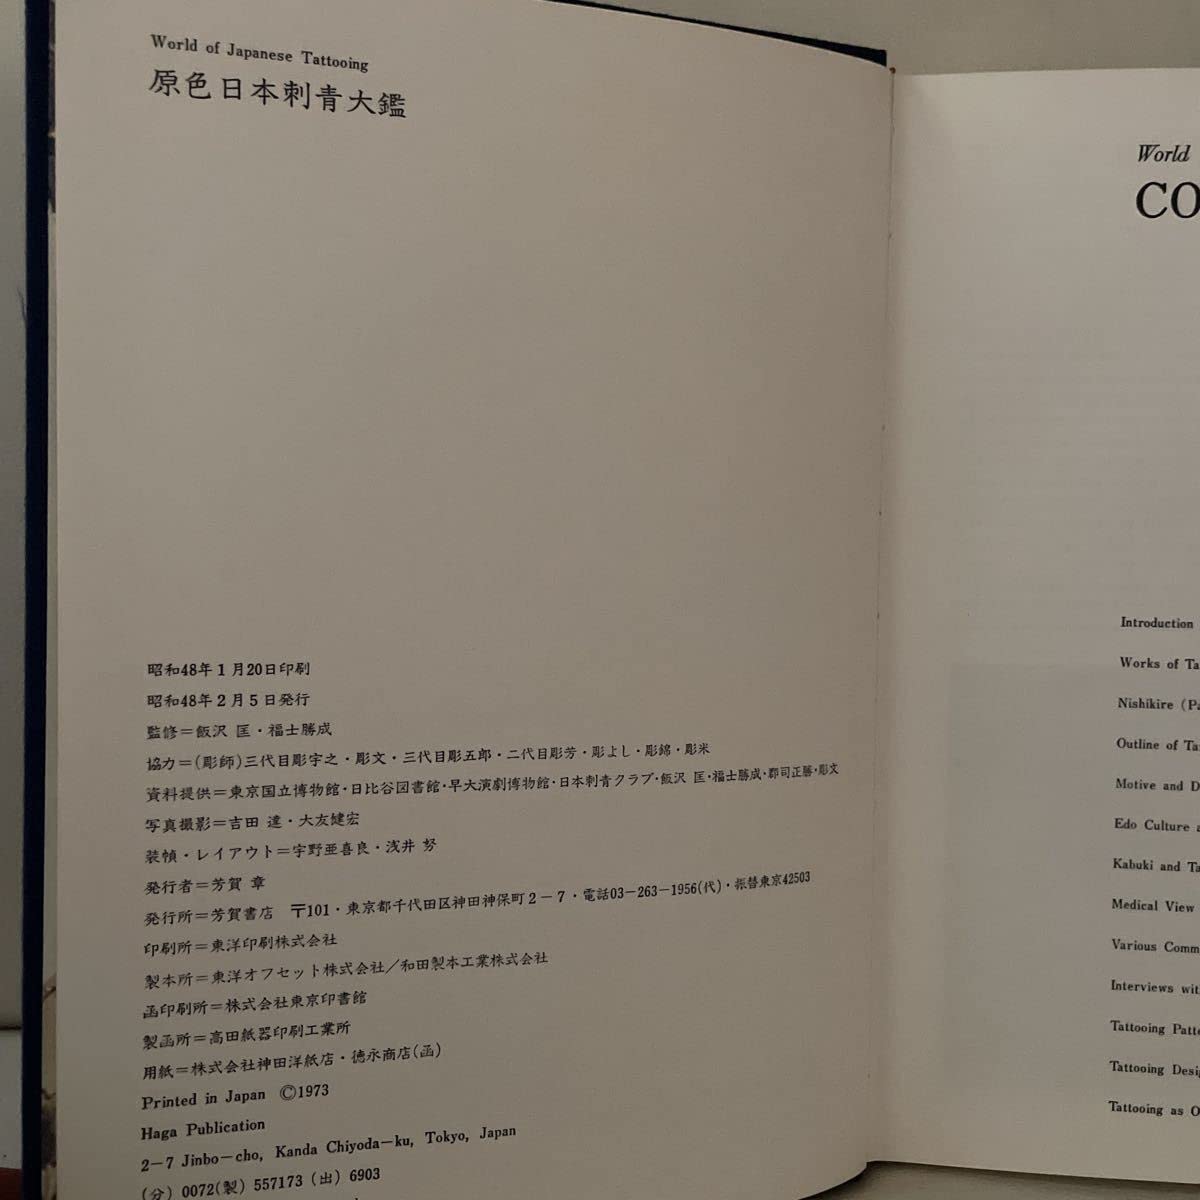 World of Japanese Tattooing
原色日本刺青大鑑
昭和48年1月20日印刷
昭和48年2月5日発行
監修＝飯沢 匡・福士勝成
協力＝(彫師)三代目彫宇之・彫文・三代目彫五郎・二代目彫芳・彫よし・彫錦・彫米
資料提供＝東京国立博物館・日比谷図書館・早大演劇博物館・日本刺青クラブ・飯沢 匡・福士勝成・郡司正勝・彫文
写真撮影＝吉田 達・大友健宏
装幀・レイアウト＝宇野亜喜良・浅井 努
発行者＝芳賀 章
発行所＝芳賀書店 〒101・東京都千代田区神田神保町2－7・電話03－263－1956(代)・振替東京42503
印刷所＝東洋印刷株式会社
製本所＝東洋オフセット株式会社／和田製本工業株式会社
函印刷所＝株式会社東京印書館
製函所＝高田紙器印刷工業所
用紙＝株式会社神田洋紙店・徳永商店(函)
Printed in Japan ©1973
Haga Publication
2－7 Jinbo－cho, Kanda Chiyoda－ku, Tokyo, Japan
(分) 0072(製) 557173 (出) 6903
World
CO
Introduction
Works of Ta
Nishikire (Pa
Outline of Ta
Motive and D
Edo Culture a
Kabuki and Ta
Medical View
Various Comm
Interviews wit
Tattooing Patte
Tattooing Desi
Tattooing as O